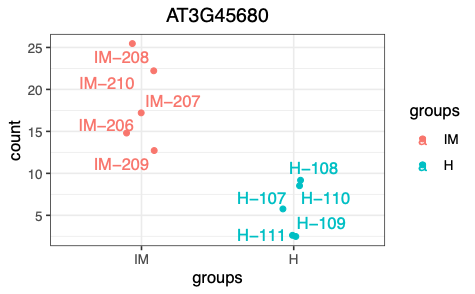 AT3G45680
25
20
15
10
5
count
IM−208
IM−210
IM−207
IM−206
IM−209
H−108
H−107
H−110
H−109
H−111
IM
H
groups
groups
a IM
a H